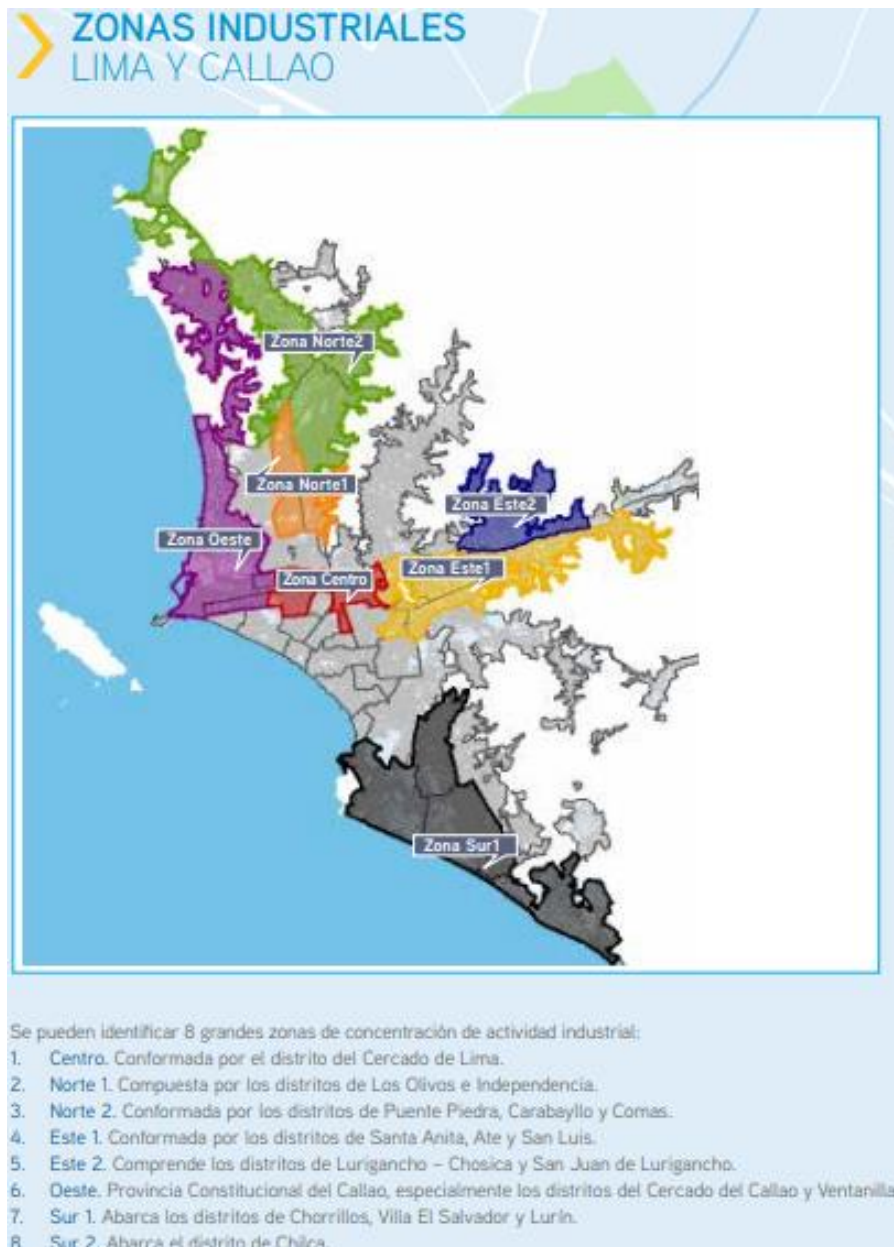 ZONAS INDUSTRIALES
LIMA Y CALLAO
Zona Norte2
Zona Norte1
Zona Este2
Zona Oeste
Zona Este1
Zona Centro
Zona Sur1
Se pueden identificar 8 grandes zonas de concentración de actividad industrial:
1. Centro. Conformada por el distrito del Cercado de Lima.
2. Norte 1. Compuesta por los distritos de Los Olivos e Independencia.
3. Norte 2. Conformada por los distritos de Puente Piedra, Carabayllo y Comas.
4. Este 1. Conformada por los distritos de Santa Anita, Ate y San Luis.
5. Este 2. Comprende los distritos de Lurigancho – Chosica y San Juan de Lurigancho.
6. Oeste. Provincia Constitucional del Callao, especialmente los distritos del Cercado del Callao y Ventanilla
7. Sur 1. Abarca los distritos de Chorrillos, Villa El Salvador y Lurín.
8. Sur 2. Abarca el distrito de Chilca.